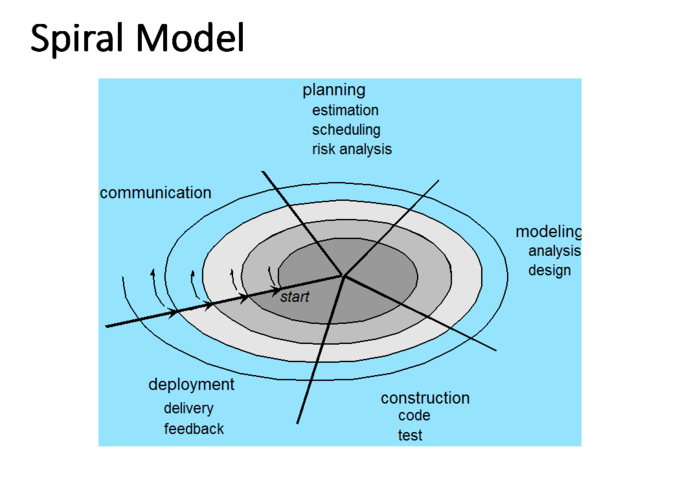 Spiral Model
planning
estimation
scheduling
risk analysis
communication
modeling
analysis
design
start
deployment
delivery
feedback
construction
code
test